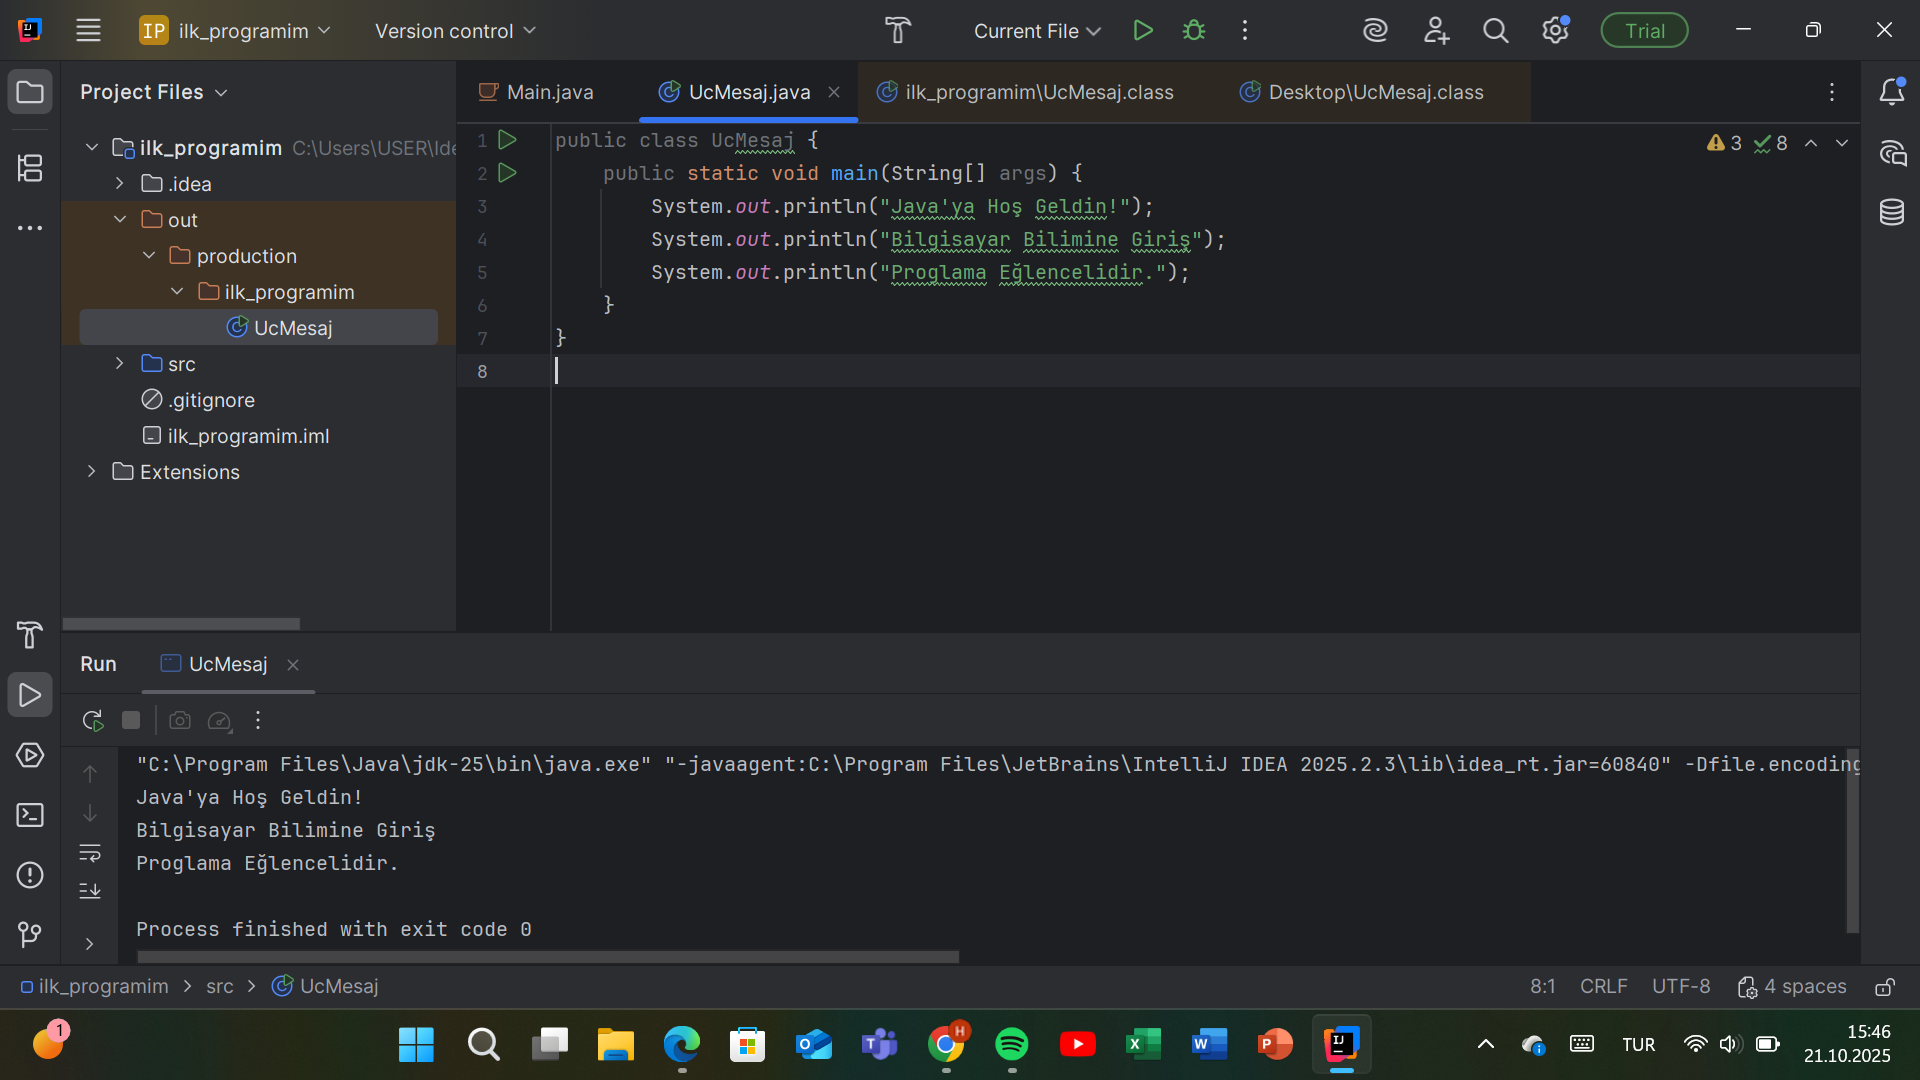 IP ilk_programim Version control Current File Trial
Project Files
Main.java UcMesaj.java ilk_programim\UcMesaj.class Desktop\UcMesaj.class
ilk_programim C:\Users\USER\Ide
.idea
out
production
ilk_programim
UcMesaj
src
.gitignore
ilk_programim.iml
Extensions
3 8
1 public class UcMesaj {
2 public static void main(String[] args) {
3 System.out.println("Java'ya Hoş Geldin!");
4 System.out.println("Bilgisayar Bilimine Giriş");
5 System.out.println("Proglama Eğlencelidir.");
6 }
7 }
8
Run UcMesaj
"C:\Program Files\Java\jdk-25\bin\java.exe" "-javaagent:C:\Program Files\JetBrains\IntelliJ IDEA 2025.2.3\lib\idea_rt.jar=60840" -Dfile.encoding
Java'ya Hoş Geldin!
Bilgisayar Bilimine Giriş
Proglama Eğlencelidir.
Process finished with exit code 0
ilk_programim > src > UcMesaj 8:1 CRLF UTF-8 4 spaces
1 H TUR 15:46
21.10.2025